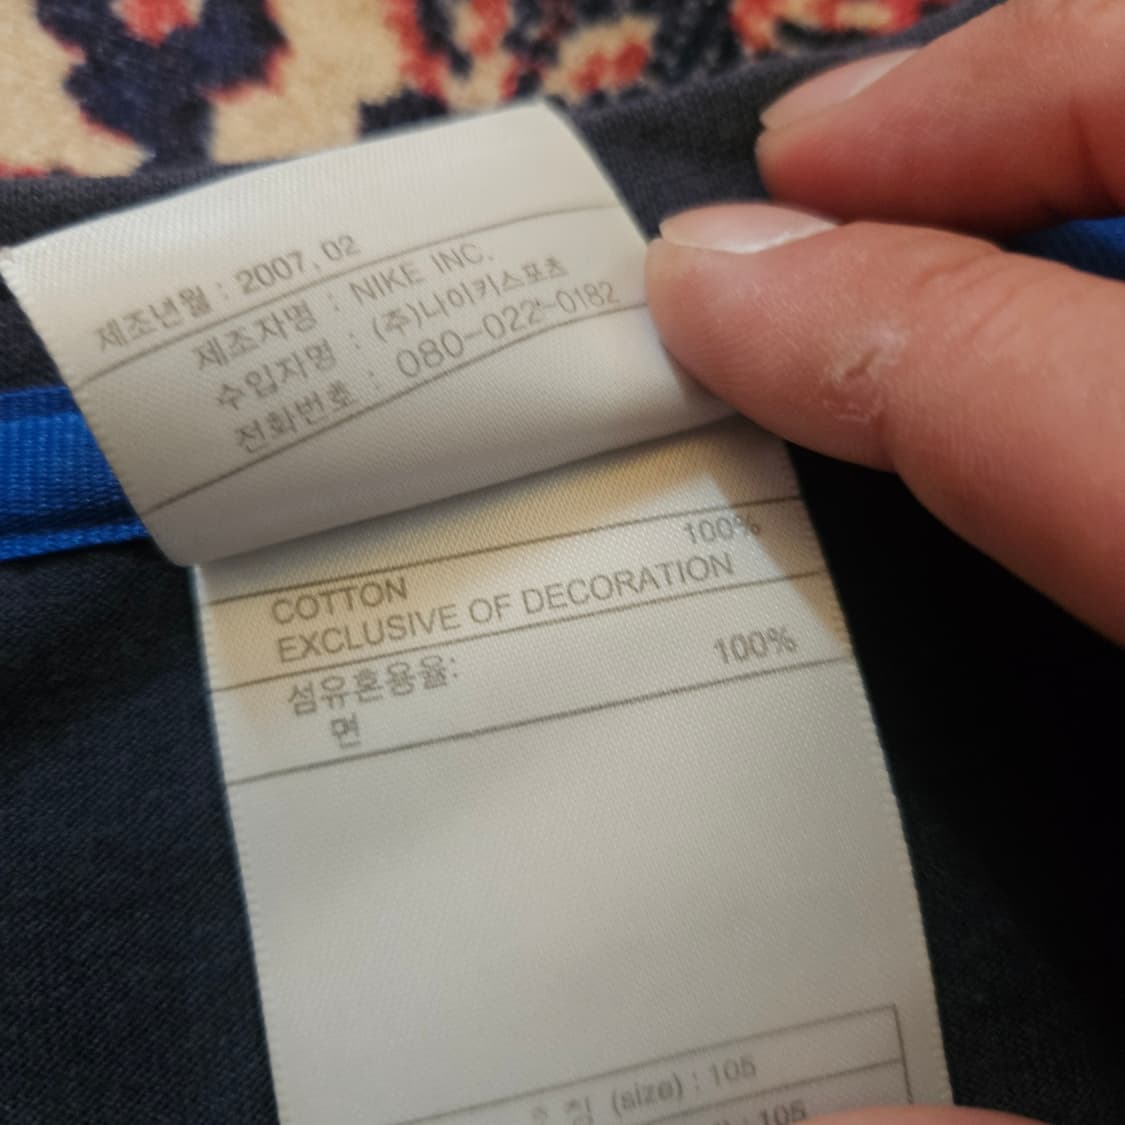 제조년월 : 2007. 02
제조자명 : NIKE INC.
수입자명 : (주)나이키스포츠
전화번호 : 080-022-0182
100%
COTTON
EXCLUSIVE OF DECORATION
섬유혼용율:
100%
면
(size) : 105
: 105